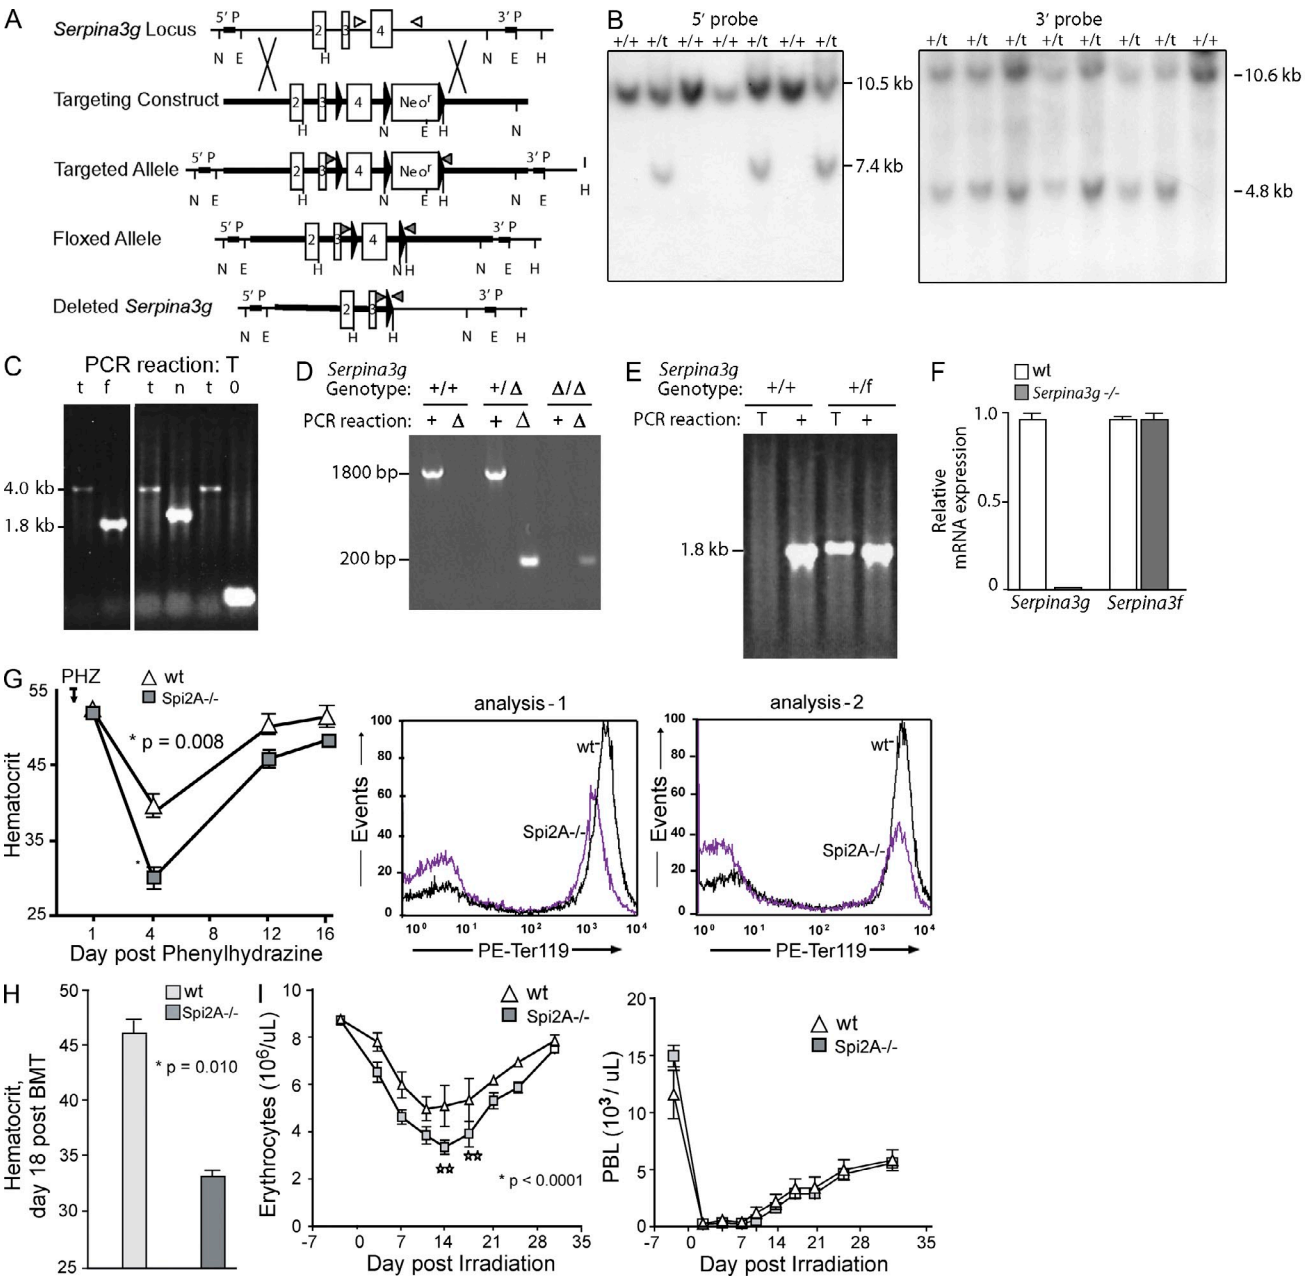 A
Serpina3g Locus
5′ P 2 3 4 3′ P
N E H N E H
Targeting Construct
2 3 4 Neoʳ
H N E H N
Targeted Allele
5′ P 2 3 4 Neoʳ 3′ P I
N E H N E H N E H
Floxed Allele
5′ P 2 3 4 3′ P
N E H N H N E H
Deleted Serpina3g
5′ P 2 3 3′ P
N E H H N E H
B
5′ probe
+/+ +/t +/+ +/+ +/t +/+ +/t
10.5 kb
7.4 kb
3′ probe
+/t +/t +/t +/t +/t +/t +/t +/+
10.6 kb
4.8 kb
C
PCR reaction: T
t f t n t 0
4.0 kb
1.8 kb
D
Serpina3g
Genotype: +/+ +/Δ Δ/Δ
PCR reaction: + Δ + Δ + Δ
1800 bp
200 bp
E
Serpina3g
Genotype: +/+ +/f
PCR reaction: T + T +
1.8 kb
F
wt
Serpina3g -/-
Relative
mRNA expression
1.0
0.5
0
Serpina3g Serpina3f
G
PHZ
wt
Spi2A-/-
* p = 0.008
*
Hematocrit
55
45
35
25
1 4 8 12 16
Day post Phenylhydrazine
analysis-1
Events
100
80
60
40
20
0
wt
Spi2A-/-
10⁰ 10¹ 10² 10³ 10⁴
PE-Ter119
analysis-2
Events
100
80
60
40
20
0
wt
Spi2A-/-
10⁰ 10¹ 10² 10³ 10⁴
PE-Ter119
H
Hematocrit,
day 18 post BMT
50
45
40
35
30
25
wt
Spi2A-/-
* p = 0.010
I
Erythrocytes (10⁶/uL)
10
8
6
4
2
0
wt
Spi2A-/-
☆☆ ☆☆
* p < 0.0001
-7 0 7 14 21 28 35
Day post Irradiation
PBL (10³/ uL)
20
15
10
5
0
wt
Spi2A-/-
-7 0 7 14 21 28 35
Day post Irradiation